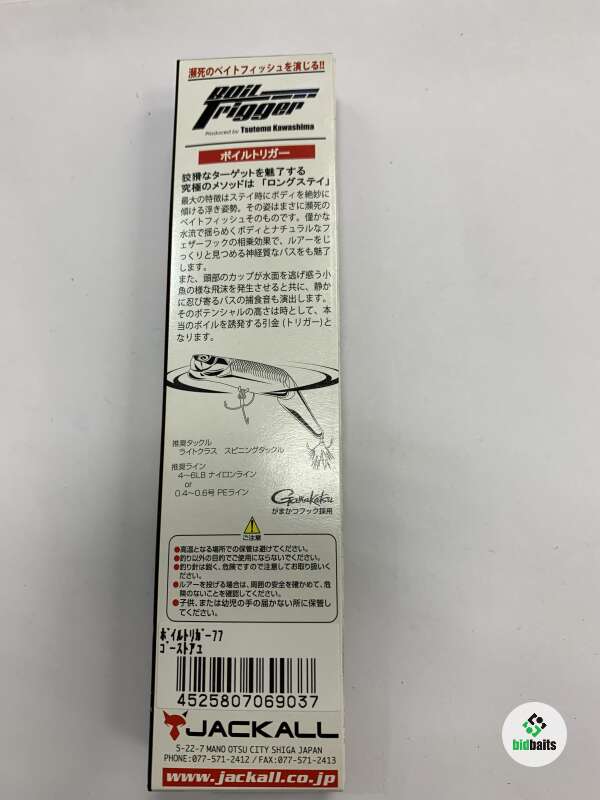 瀕死のベイトフィッシュを演じる!!
BOIL
Trigger
Produced by Tsutomu Kawashima
ボイルトリガー
狡猾なターゲットを魅了する
究極のメソッドは 「ロングステイ」
最大の特徴はステイ時にボディを絶妙に
傾ける浮き姿勢。その姿はまさに瀕死の
ベイトフィッシュそのものです。僅かな
水流で揺らめくボディとナチュラルなフ
ェザーフックの相乗効果で、ルアーをじ
っくりと見つめる神経質なバスをも魅了
します。
また、頭部のカップが水面を逃げ惑う小
魚の様な飛沫を発生させると共に、静か
に忍び寄るバスの捕食音も演出します。
そのポテンシャルの高さは時として、本
当のボイルを誘発する引金(トリガー)と
なります。
推奨タックル
ライトクラス スピニングタックル
推奨ライン
4〜6LB ナイロンライン
or
0.4〜0.6号 PEライン
Gamakatsu
がまかつフック採用
ご注意
●高温となる場所での保管は避けてください。
●釣り以外の目的でご使用にならないでください。
●釣り針は鋭く、危険ですので注意してお取り扱いく
ださい。
●ルアーを投げる場合は、周囲の安全を確かめて、危
険のないことを確認してください。
●子供、または幼児の手の届かない所に保管し
てください。
ﾎﾞｲﾙﾄﾘｶﾞｰ77
ｺﾞｰｽﾄｱﾕ
4525807069037
JACKALL
5-22-7 MANO OTSU CITY SHIGA JAPAN
PHONE:077-571-2412 / FAX:077-571-2413
www.jackall.co.jp
bidbaits